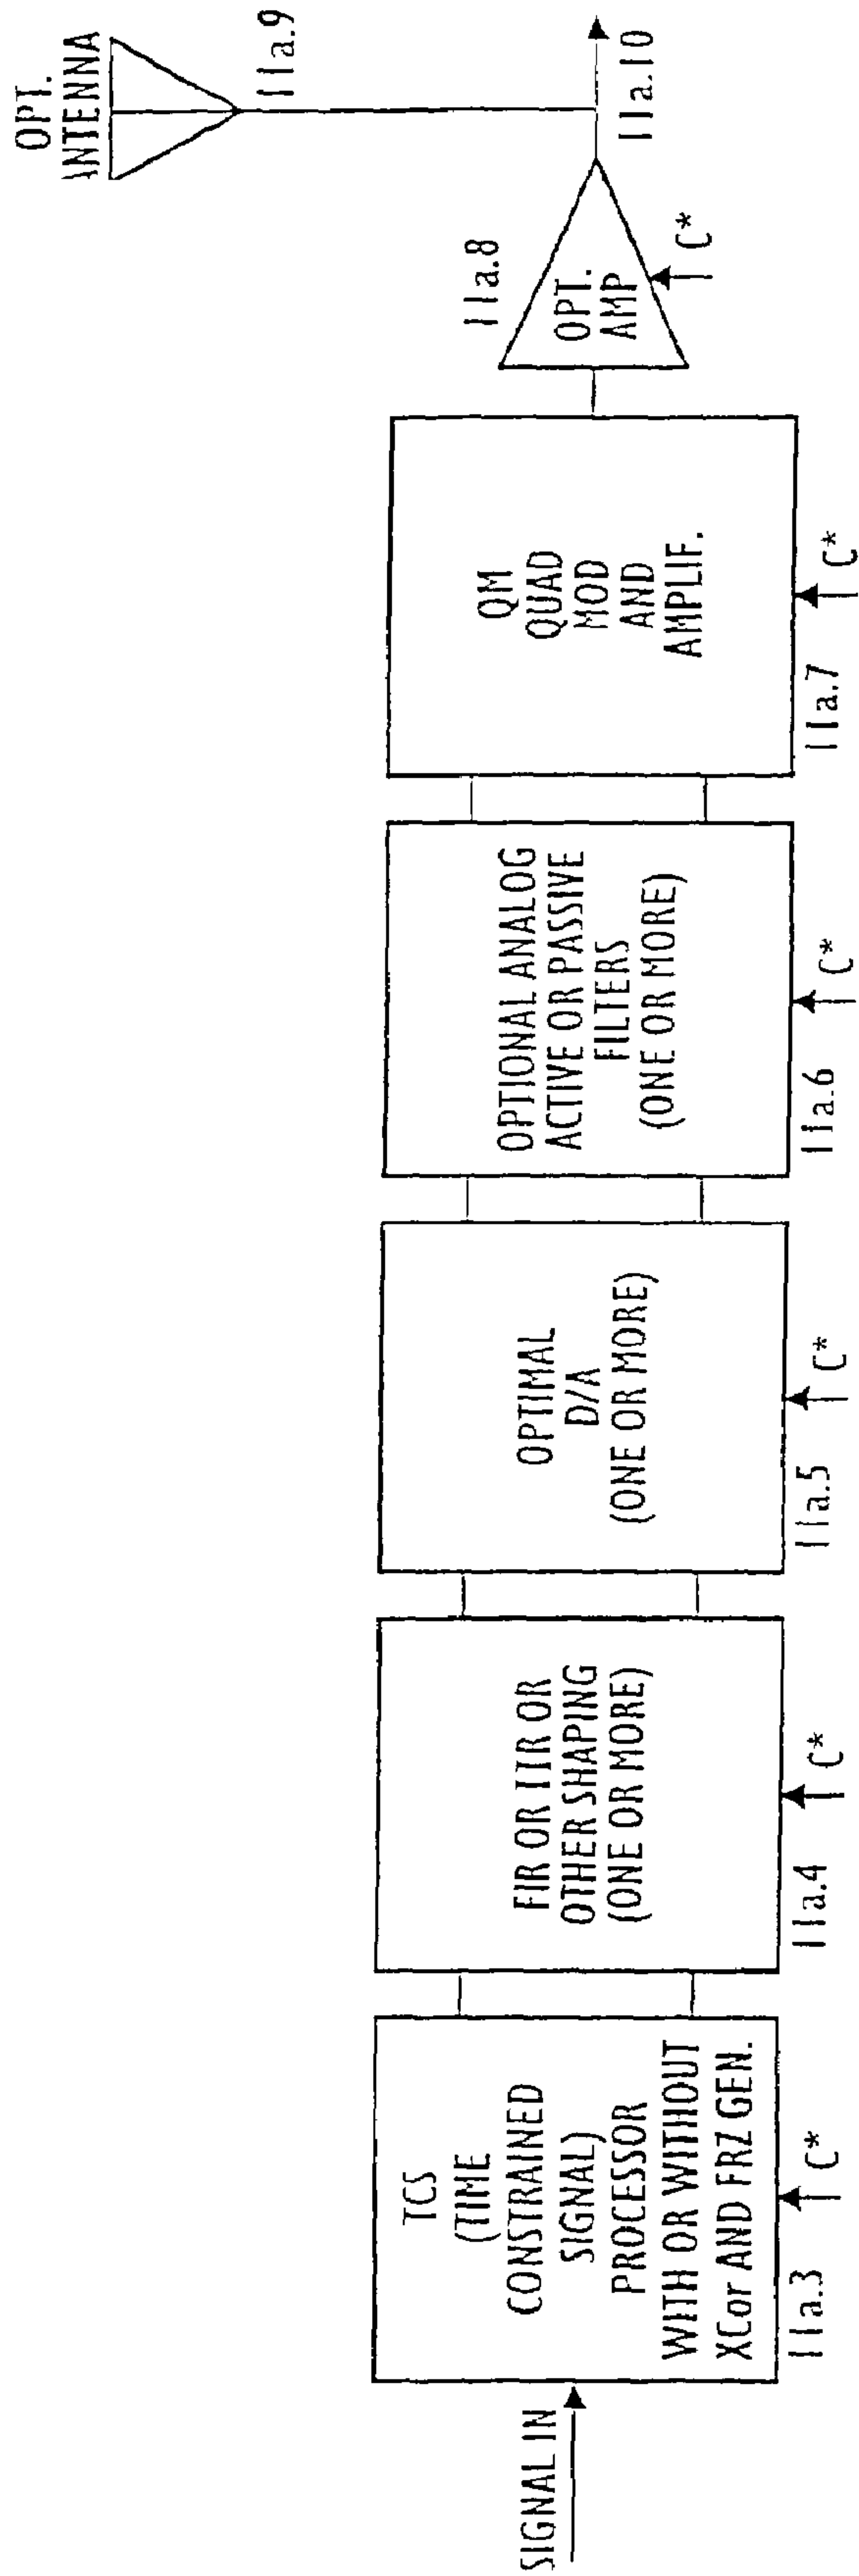 SIGNAL IN
TCS
(TIME
CONSTRAINED
SIGNAL)
PROCESSOR
WITH OR WITHOUT
XCor AND FRZ GEN.
11a.3
C*
FIR OR IIR OR
OTHER SHAPING
(ONE OR MORE)
11a.4
C*
OPTIMAL
D/A
(ONE OR MORE)
11a.5
C*
OPTIONAL ANALOG
ACTIVE OR PASSIVE
FILTERS
(ONE OR MORE)
11a.6
C*
QM
QUAD
MOD
AND
AMPLIF.
11a.7
C*
11a.8
OPT.
AMP
C*
OPT.
ANTENNA
11a.9
11a.10